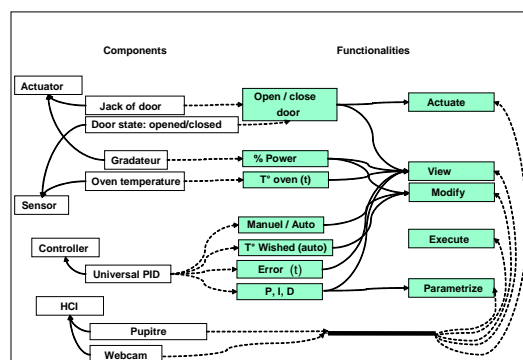 Components
Functionalities
Actuator
Jack of door
Open / close
door
Actuate
Door state: opened/closed
Gradateur
% Power
View
Oven temperature
T° oven (t)
Modify
Sensor
Manuel / Auto
Controller
T° Wished (auto)
Execute
Universal PID
Error (t)
P, I, D
Parametrize
HCI
Pupitre
Webcam